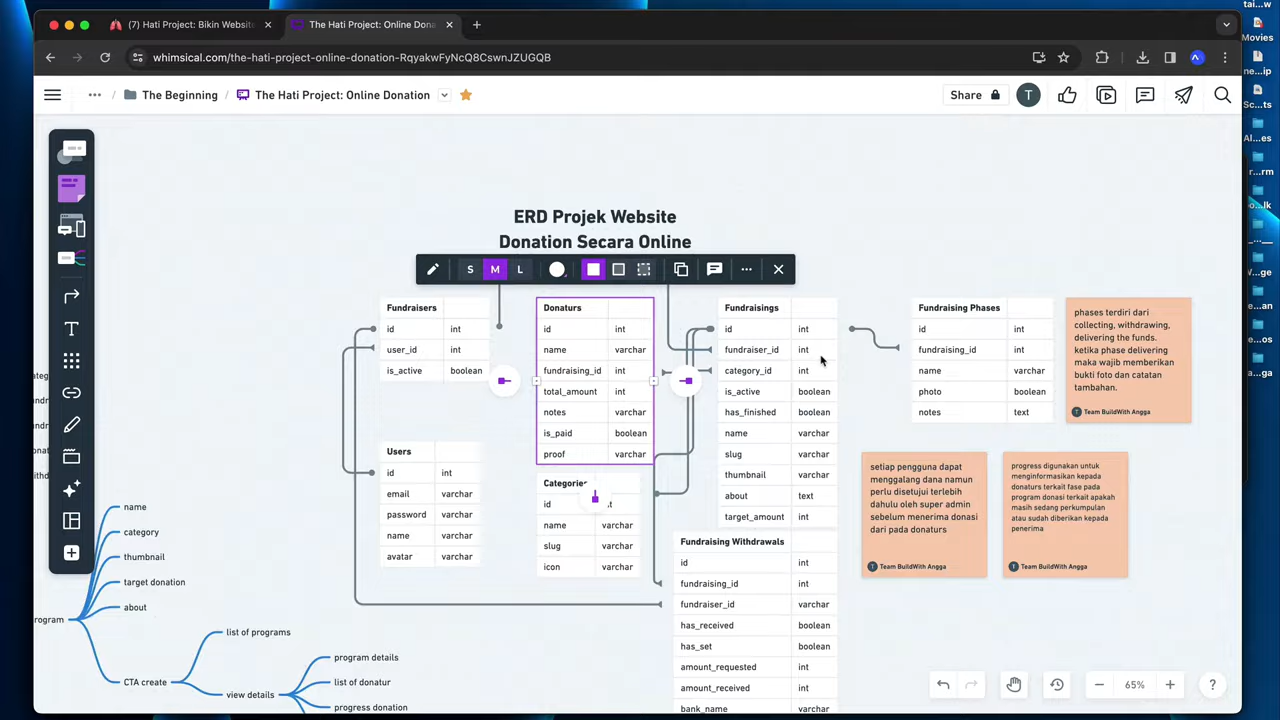 (7) Hati Project: Bikin Websit
The Hati Project: Online Dona
whimsical.com/the-hati-project-online-donation-RqyakwFyNcQ8CswnJZUGQB
The Beginning / The Hati Project: Online Donation
Share
T
ERD Projek Website
Donation Secara Online
S M L
Fundraisers
id int
user_id int
is_active boolean
Donaturs
id int
name varchar
fundraising_id int
total_amount int
notes varchar
is_paid boolean
proof varchar
Fundraisings
id int
fundraiser_id int
category_id int
is_active boolean
has_finished boolean
name varchar
slug varchar
thumbnail varchar
about text
target_amount int
Fundraising Phases
id int
fundraising_id int
name varchar
photo boolean
notes text
phases terdiri dari
collecting, withdrawing,
delivering the funds.
ketika phase delivering
maka wajib memberikan
bukti foto dan catatan
tambahan.
T Team BuildWith Angga
Users
id int
email varchar
password varchar
name varchar
avatar varchar
Categories
id
name varchar
slug varchar
icon varchar
Fundraising Withdrawals
id int
fundraising_id int
fundraiser_id varchar
has_received boolean
has_set boolean
amount_requested int
amount_received int
bank_name varchar
setiap pengguna dapat
menggalang dana namun
perlu disetujui terlebih
dahulu oleh super admin
sebelum menerima donasi
dari pada donaturs
T Team BuildWith Angga
progress digunakan untuk
menginformasikan kepada
donaturs terkait fase pada
program donasi terkait apakah
masih sedang perkumpulan
atau sudah diberikan kepada
penerima
T Team BuildWith Angga
name
category
thumbnail
target donation
about
rogram
CTA create
list of programs
view details
program details
list of donatur
progress donation
65%
Movies